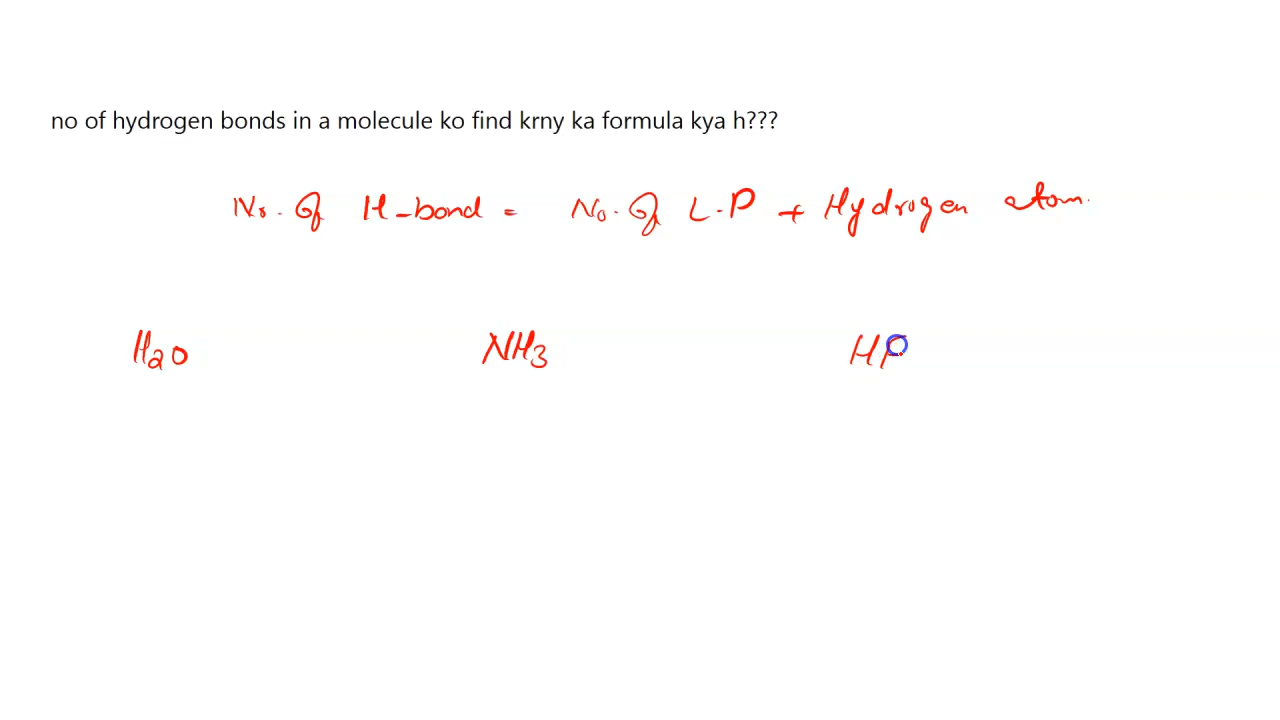 no of hydrogen bonds in a molecule ko find krny ka formula kya h???
No. Of H-bond = No. Of L.P + Hydrogen atom.
H2O NH3 HF